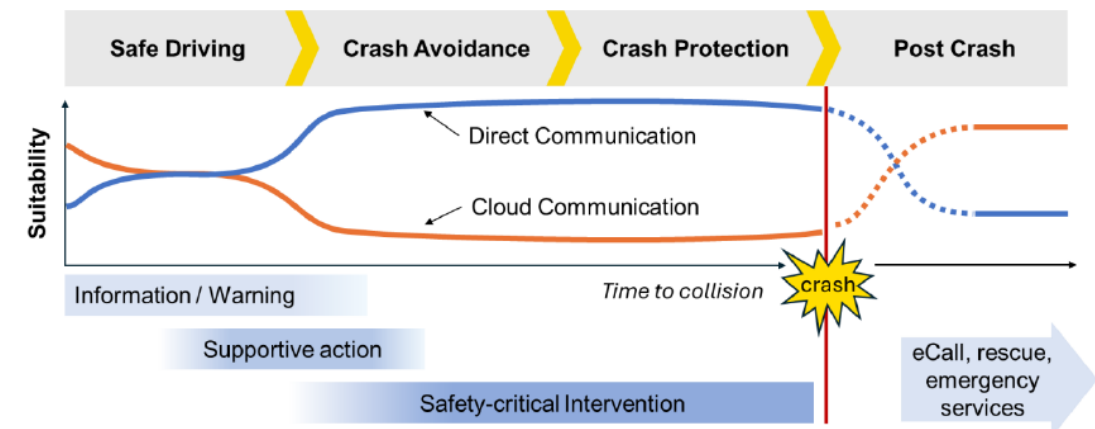 Safe Driving
Crash Avoidance
Crash Protection
Post Crash
Suitability
Direct Communication
Cloud Communication
Information / Warning
Time to collision
crash
Supportive action
eCall, rescue,
emergency
services
Safety-critical Intervention